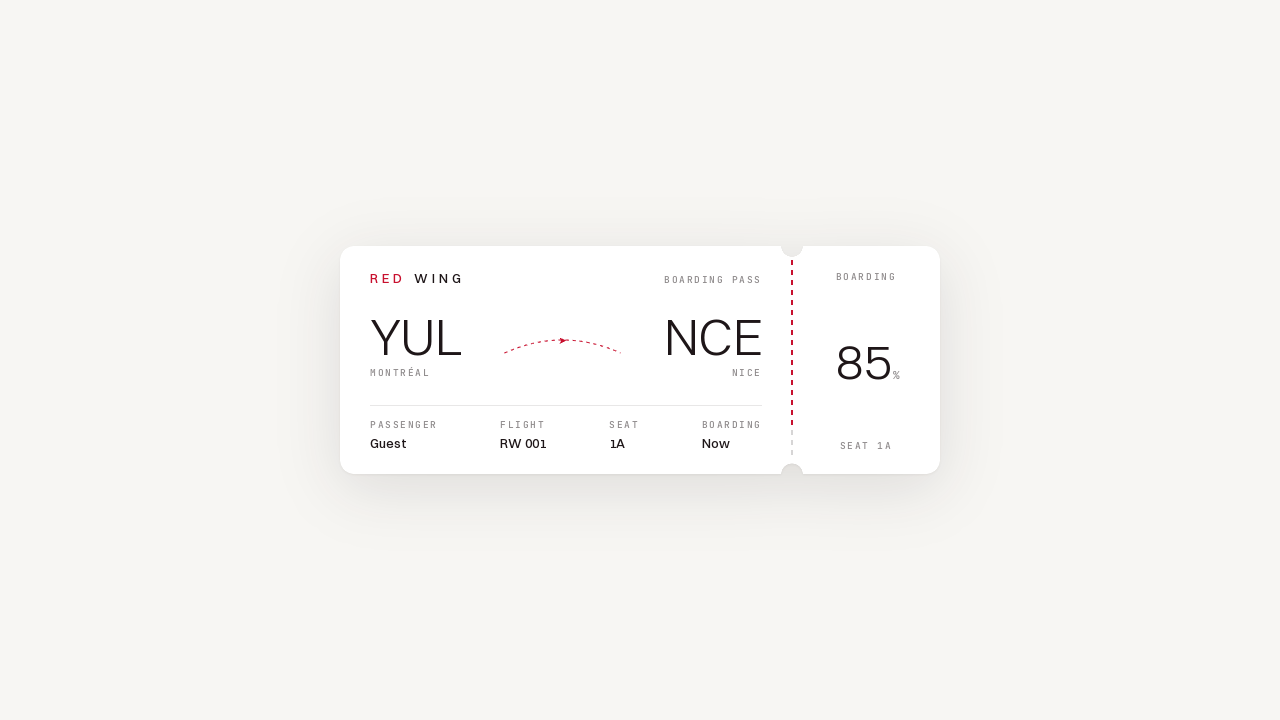 RED WING
BOARDING PASS
YUL
NCE
MONTRÉAL
NICE
PASSENGER
FLIGHT
SEAT
BOARDING
Guest
RW 001
1A
Now
BOARDING
85%
SEAT 1A